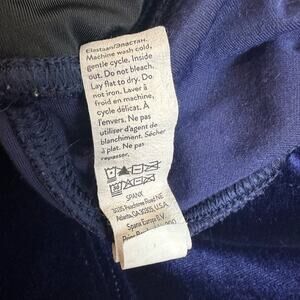 Elastaan/ЭЛАСТАН.
Machine wash cold,
gentle cycle. Inside
out. Do not bleach.
Lay flat to dry. Do
not iron. Laver à
froid en machine,
cycle délicat. À
l'envers. Ne pas
utiliser d'agent de
blanchiment. Sécher
à plat. Ne pas
repasser.
SPANX
3035 Peachtree Road NE
Atlanta, GA 30305, U.S.A.
Spanx Europe B.V.